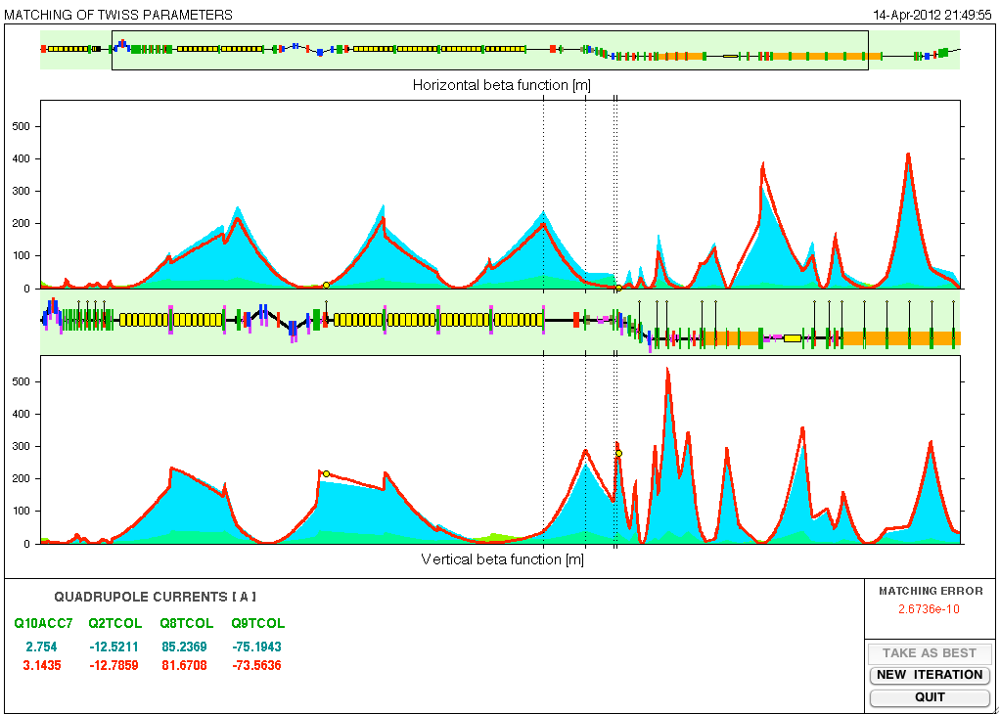 MATCHING OF TWISS PARAMETERS 14-Apr-2012 21:49:55
Horizontal beta function [m]
500
400
300
200
100
0
500
400
300
200
100
0
Vertical beta function [m]
QUADRUPOLE CURRENTS [ A ]
Q10ACC7 Q2TCOL Q8TCOL Q9TCOL
2.754 -12.5211 85.2369 -75.1943
3.1435 -12.7859 81.6708 -73.5636
MATCHING ERROR
2.6736e-10
TAKE AS BEST
NEW ITERATION
QUIT